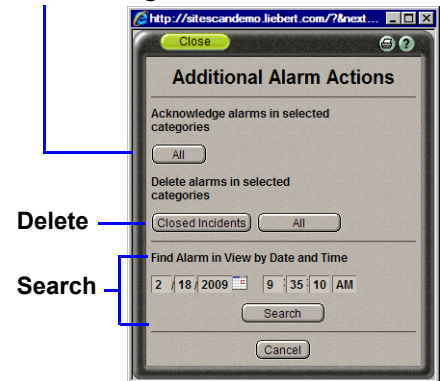 http://sitescandemo.liebert.com/?&next...
Close
?
Additional Alarm Actions
Acknowledge alarms in selected
categories
All
Delete alarms in selected
categories
Delete
Closed Incidents All
Find Alarm in View by Date and Time
Search
2 / 18 / 2009 9 : 35 : 10 AM
Search
Cancel